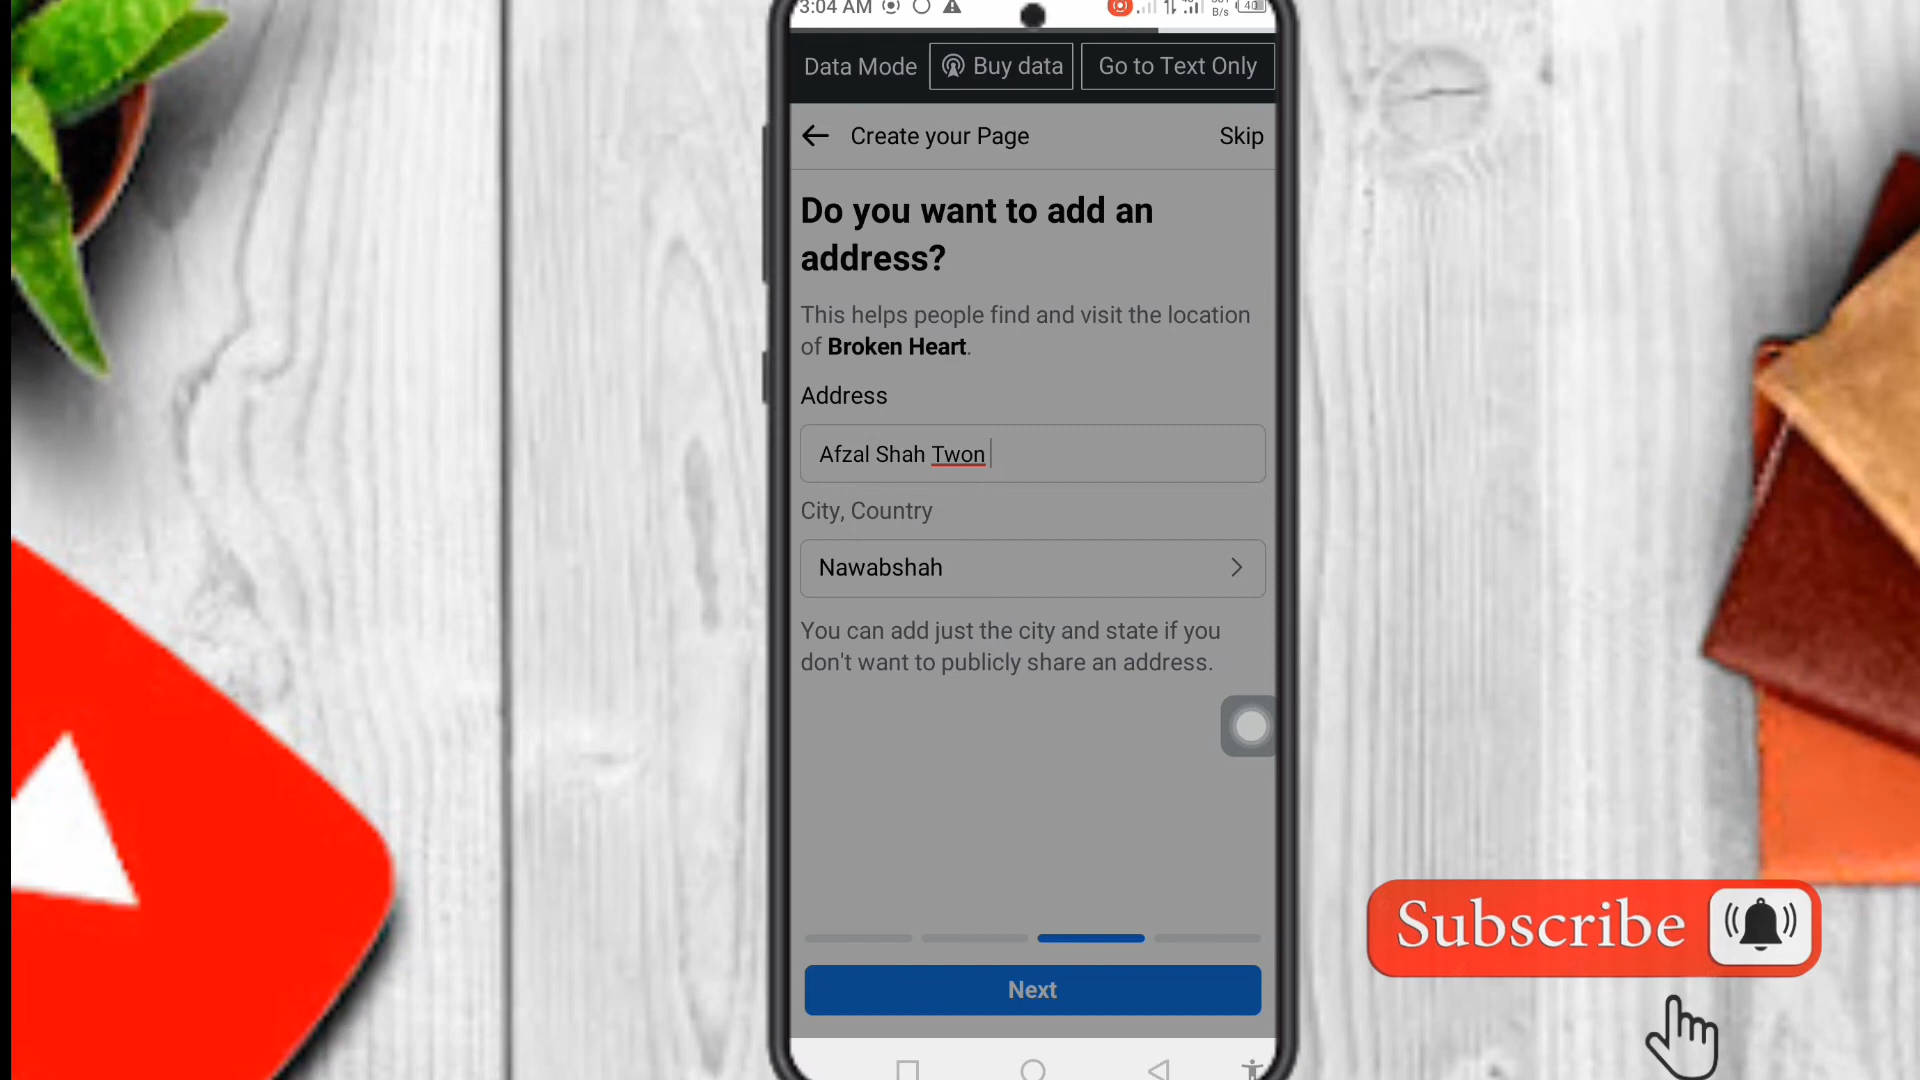 3:04 AM
B/s
40
Data Mode
Buy data
Go to Text Only
Create your Page
Skip
Do you want to add an
address?
This helps people find and visit the location
of Broken Heart.
Address
Afzal Shah Twon
City, Country
Nawabshah
You can add just the city and state if you
don't want to publicly share an address.
Next
Subscribe